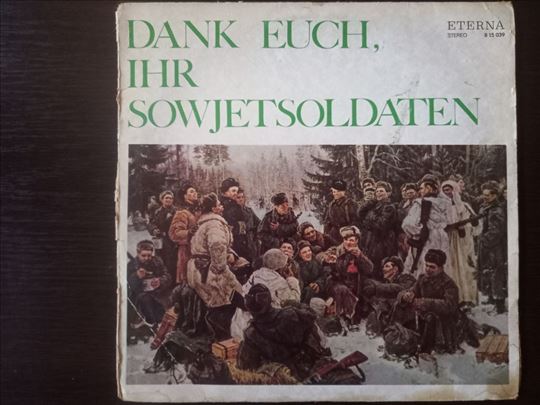 DANK EUCH,
IHR
SOWJETSOLDATEN
ETERNA
STEREO 8 15 039